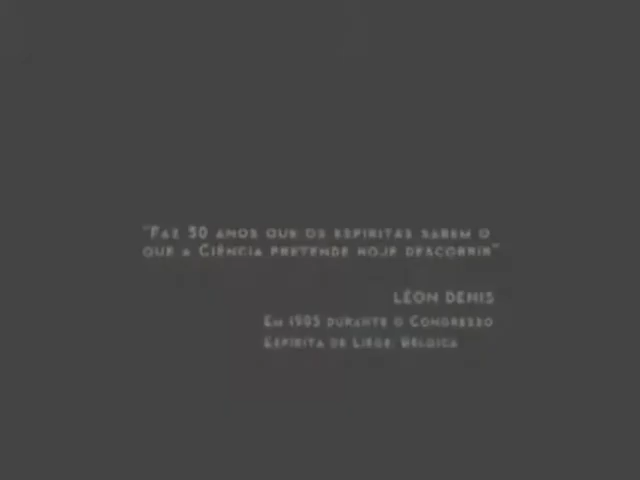 "Faz 50 anos que os espíritas sabem o
que a Ciência pretende hoje descobrir"
LÉON DENIS
Em 1905 durante o Congresso
Espírita de Liége, Bélgica